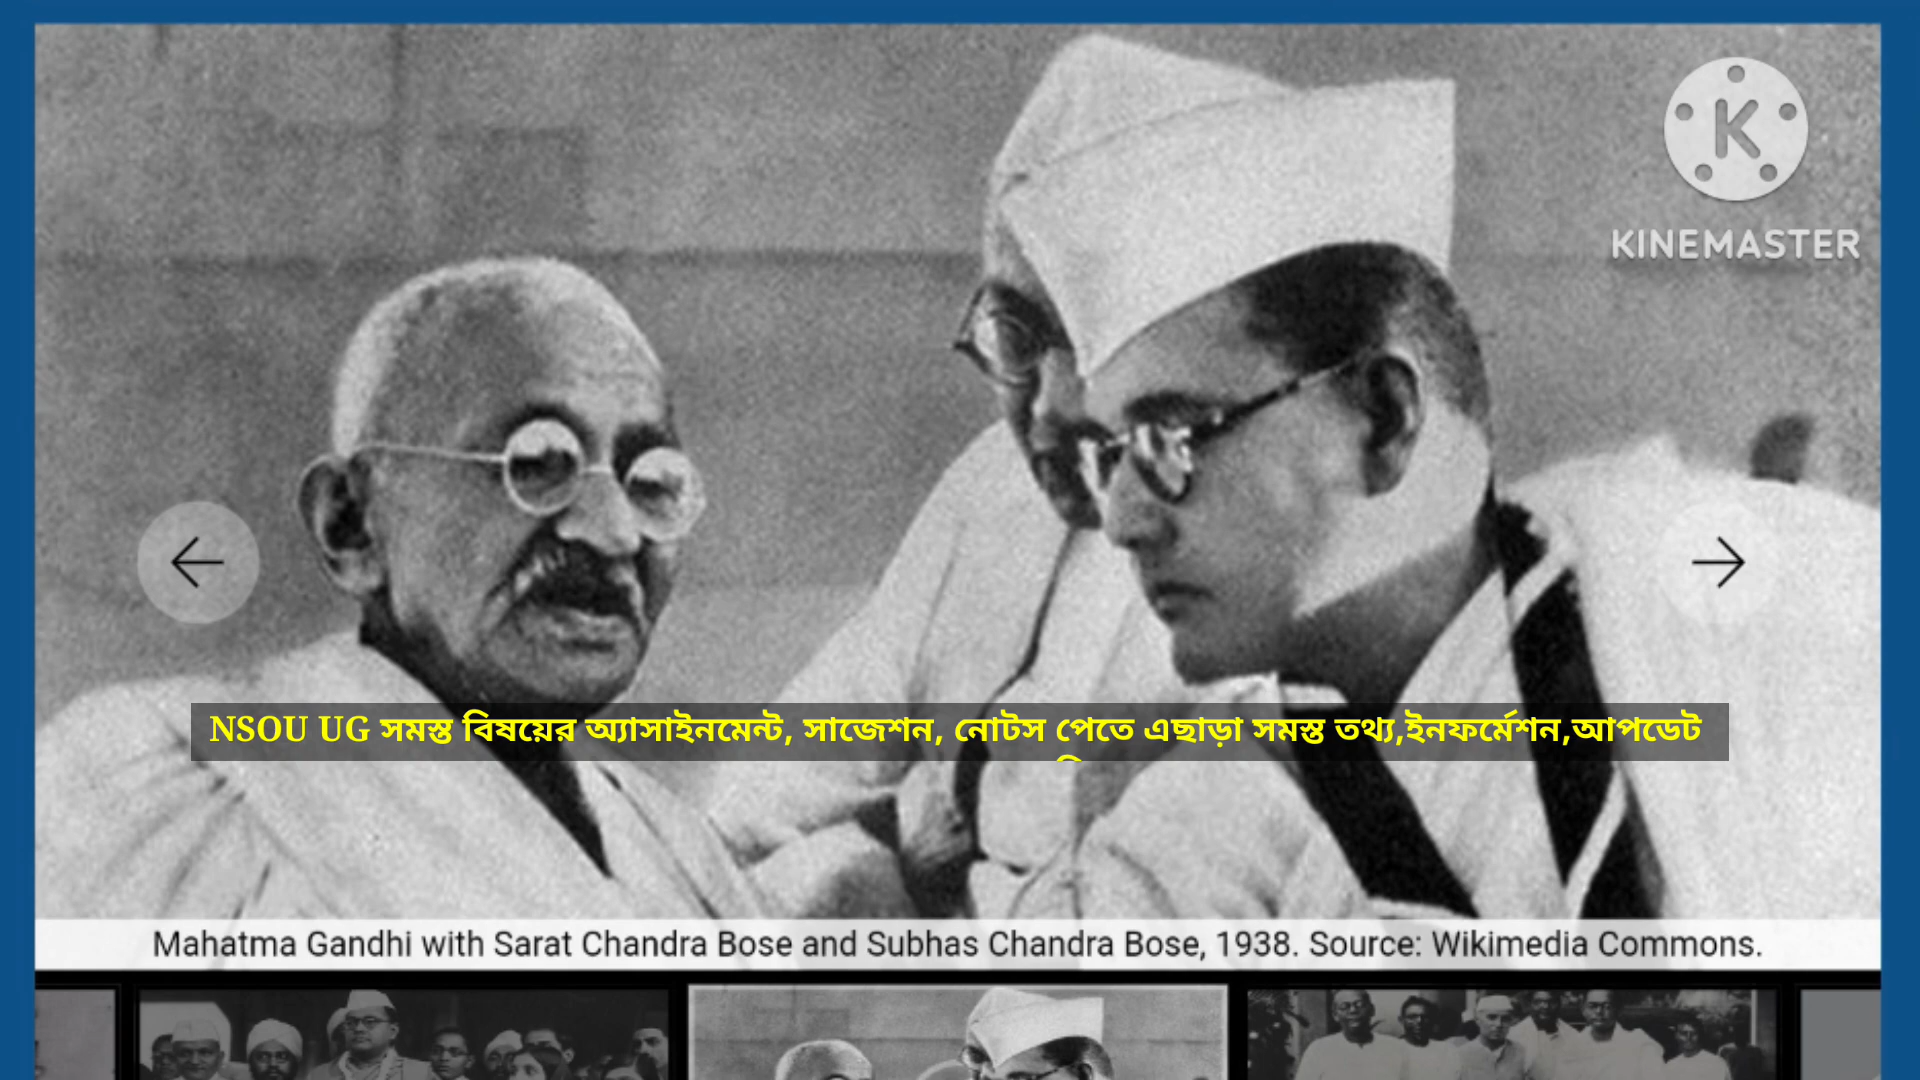 K
KINEMASTER
NSOU UG সমস্ত বিষয়ের অ্যাসাইনমেন্ট, সাজেশন, নোটস পেতে এছাড়া সমস্ত তথ্য,ইনফর্মেশন,আপডেট
Mahatma Gandhi with Sarat Chandra Bose and Subhas Chandra Bose, 1938. Source: Wikimedia Commons.